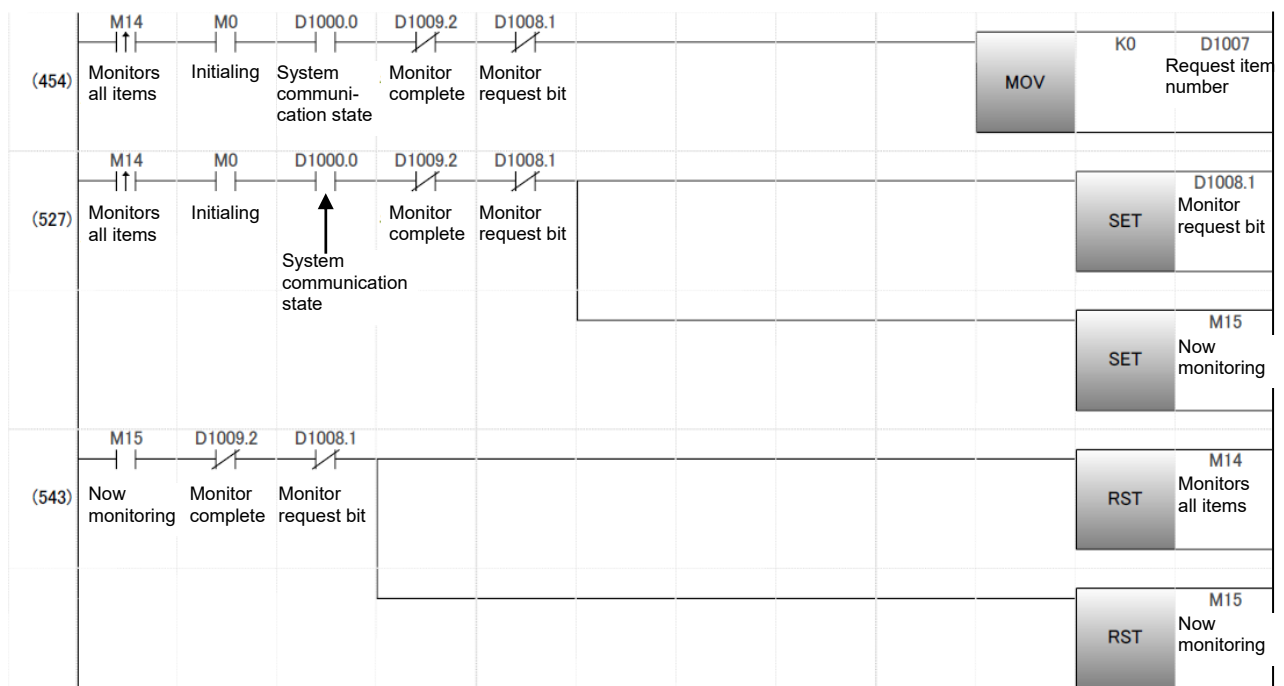 M14 M0 D1000.0 D1009.2 D1008.1
K0 D1007
(454)
Monitors
all items
Initialing
System
communi-
cation state
Monitor
complete
Monitor
request bit
MOV
Request item
number
M14 M0 D1000.0 D1009.2 D1008.1
D1008.1
(527)
Monitors
all items
Initialing
Monitor
complete
Monitor
request bit
SET
Monitor
request bit
System
communication
state
M15
SET
Now
monitoring
M15 D1009.2 D1008.1
M14
(543)
Now
monitoring
Monitor
complete
Monitor
request bit
RST
Monitors
all items
M15
RST
Now
monitoring